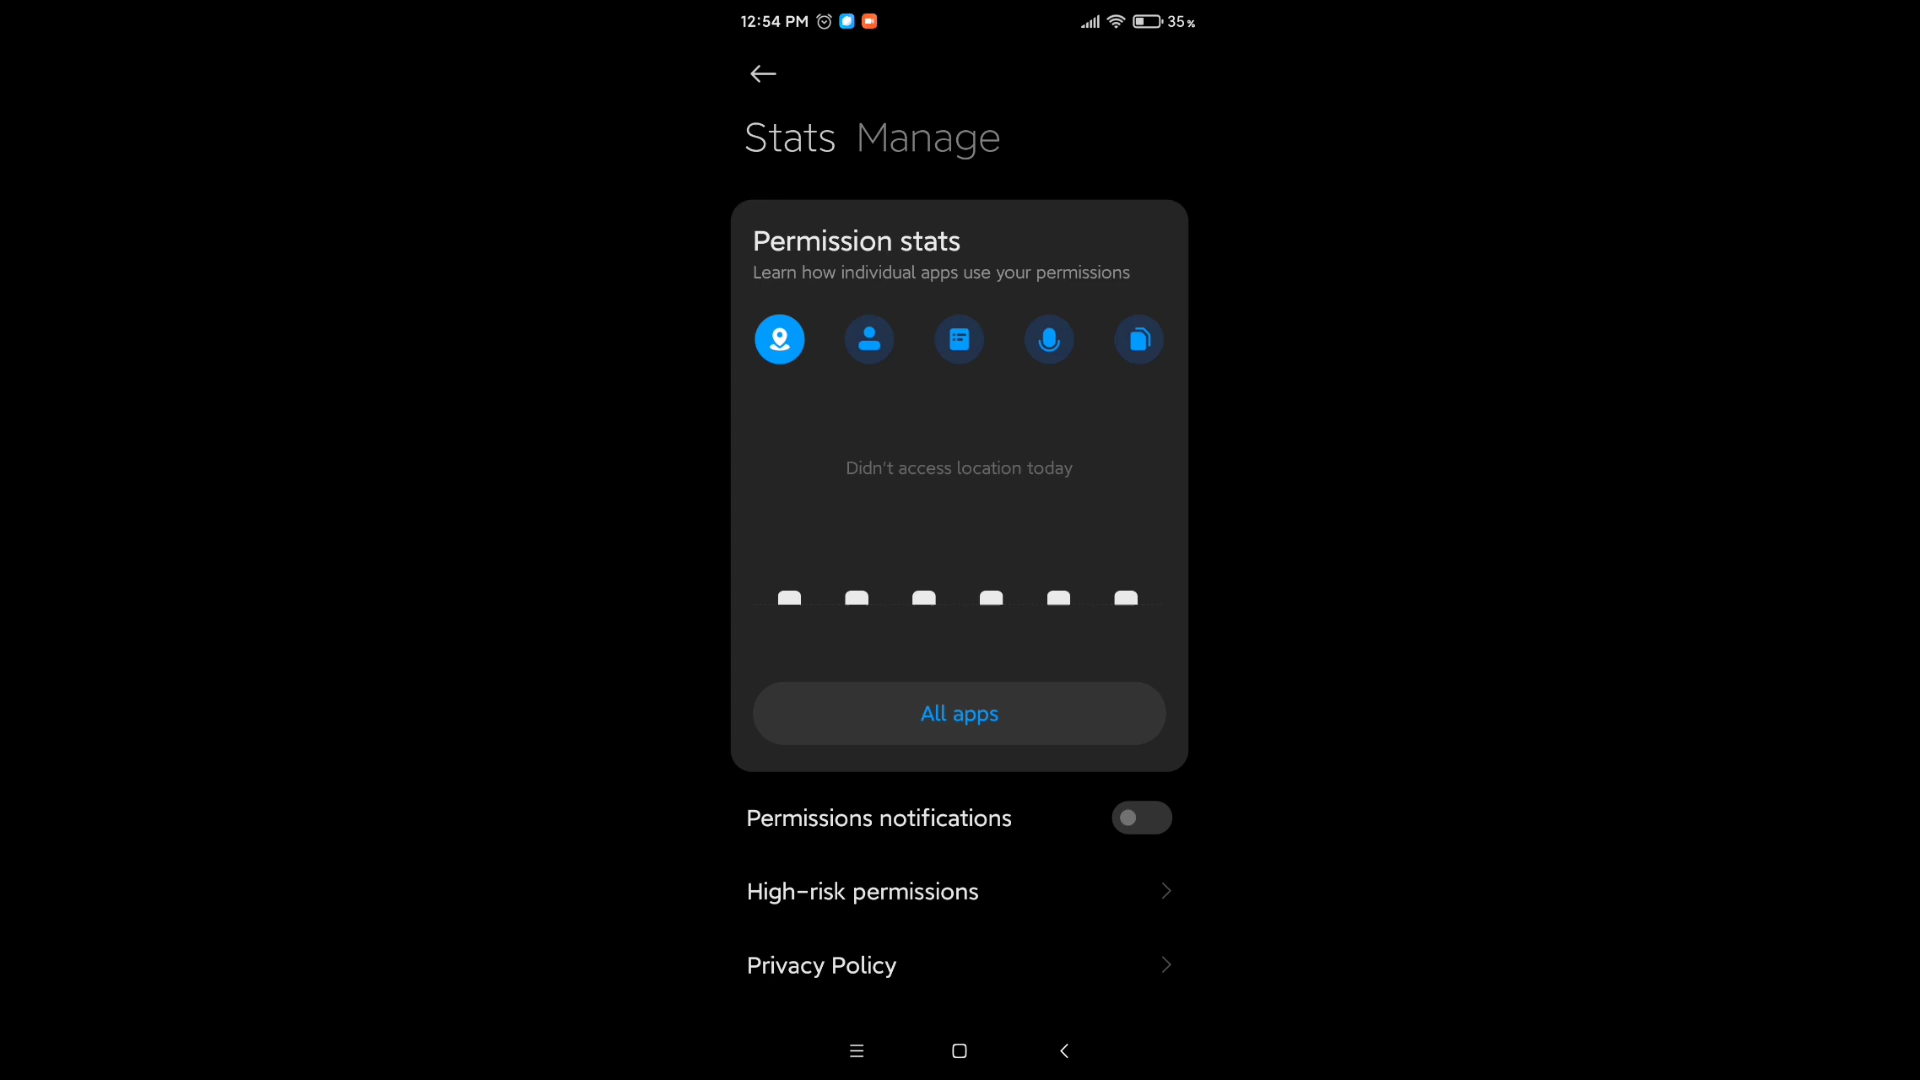 12:54 PM 35%
Stats Manage
Permission stats
Learn how individual apps use your permissions
Didn't access location today
All apps
Permissions notifications
High-risk permissions
Privacy Policy